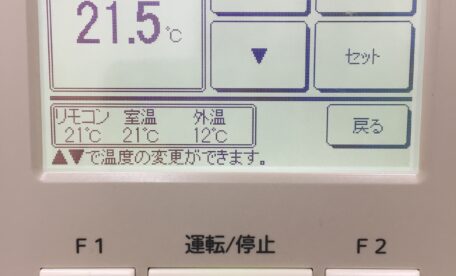 21.5℃
▼ セット
リモコン 室温 外温
21℃ 21℃ 12℃
戻る
▲▼で温度の変更ができます。
F1 運転/停止 F2